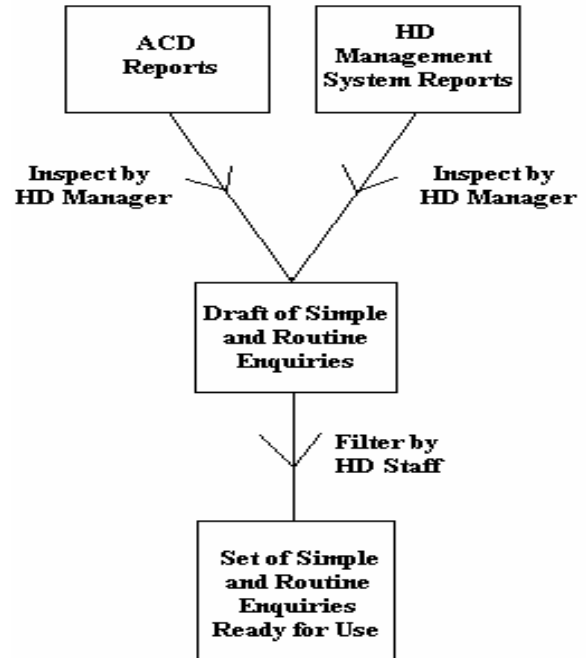 ACD
Reports
HD
Management
System Reports
Inspect by
HD Manager
Inspect by
HD Manager
Draft of Simple
and Routine
Enquiries
Filter by
HD Staff
Set of Simple
and Routine
Enquiries
Ready for Use